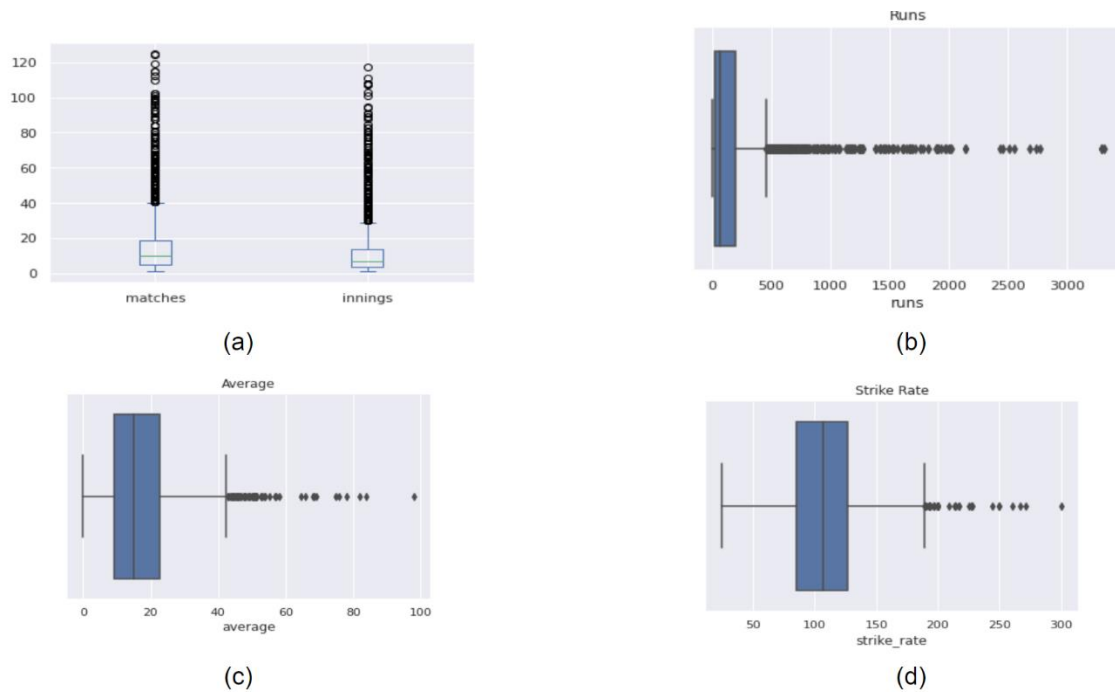 120
100
80
60
40
20
0
matches innings
(a)
Runs
0 500 1000 1500 2000 2500 3000
runs
(b)
Average
0 20 40 60 80 100
average
(c)
Strike Rate
50 100 150 200 250 300
strike_rate
(d)